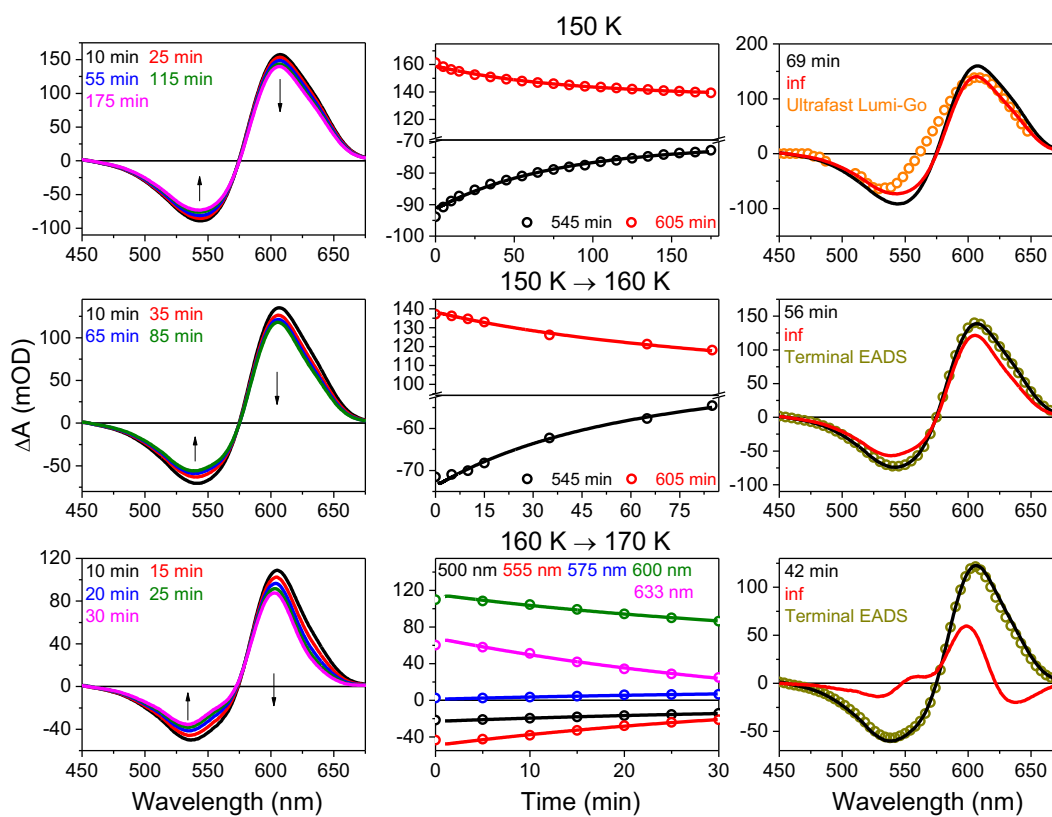 150 K
10 min 25 min
55 min 115 min
175 min
150
100
50
0
-50
-100
450 500 550 600 650
160
140
70
-70
-80
-90
-100
0 25 50 75 100 125 150 175
545 min 605 min
69 min
inf
Ultrafast Lumi-Go
200
150
100
50
0
-50
-100
450 500 550 600 650
150 K → 160 K
ΔA (mOD)
10 min 35 min
65 min 85 min
100
50
0
-50
450 500 550 600 650
140
130
120
110
100
-60
-70
0 15 30 45 60 75
545 min 605 min
56 min
inf
Terminal EADS
200
150
100
50
0
-50
-100
450 500 550 600 650
160 K → 170 K
10 min 15 min
20 min 25 min
30 min
120
80
40
0
-40
450 500 550 600 650
Wavelength (nm)
500 nm 555 nm 575 nm 600 nm
633 nm
120
80
40
0
-40
0 10 20 30
Time (min)
42 min
inf
Terminal EADS
100
50
0
-50
450 500 550 600 650
Wavelength (nm)